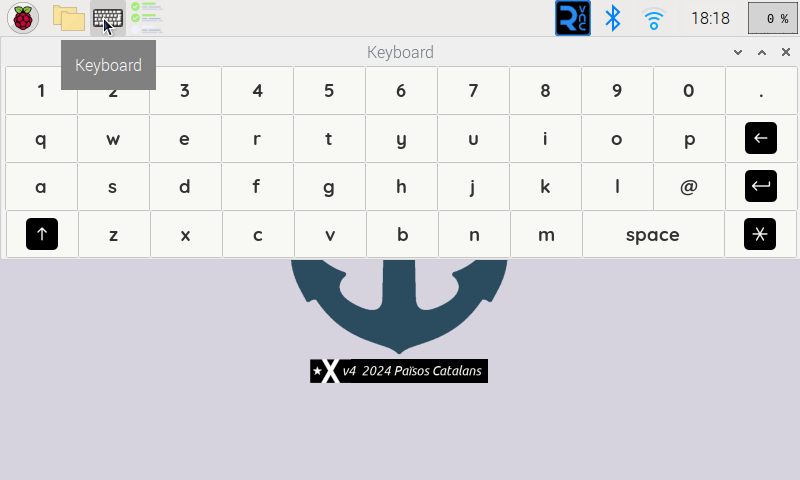 VNC
18:18
0 %
Keyboard
Keyboard
1 2 3 4 5 6 7 8 9 0 .
q w e r t y u i o p
a s d f g h j k l @
z x c v b n m space
X v4 2024 Països Catalans